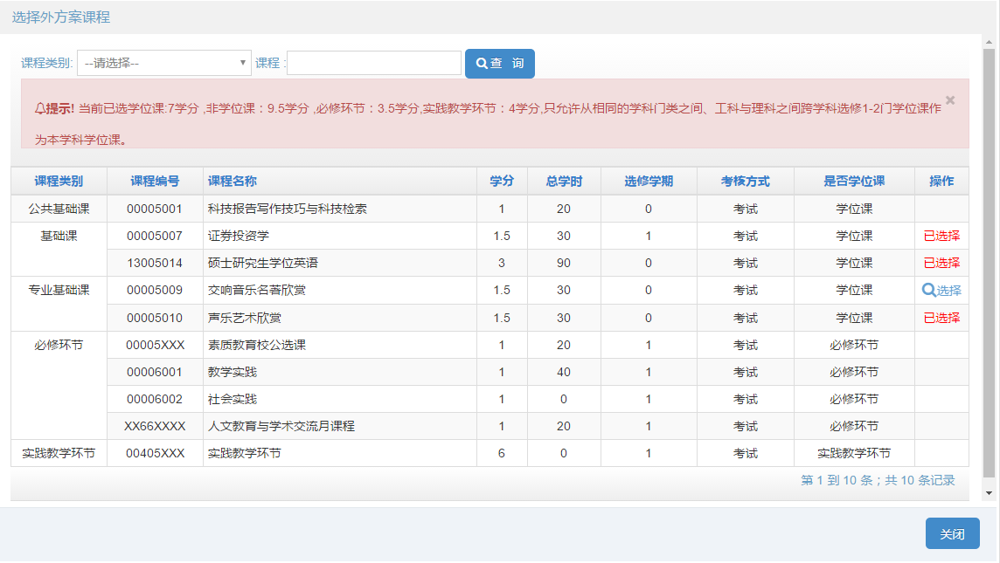 选择外方案课程
课程类别: --请选择-- 课程 : 查 询
提示! 当前已选学位课:7学分 ,非学位课：9.5学分 ,必修环节：3.5学分,实践教学环节：4学分,只允许从相同的学科门类之间、工科与理科之间跨学科选修1-2门学位课作 ×
为本学科学位课。
课程类别 课程编号 课程名称 学分 总学时 选修学期 考核方式 是否学位课 操作
公共基础课 00005001 科技报告写作技巧与科技检索 1 20 0 考试 学位课
基础课 00005007 证券投资学 1.5 30 1 考试 学位课 已选择
13005014 硕士研究生学位英语 3 90 0 考试 学位课 已选择
专业基础课 00005009 交响音乐名著欣赏 1.5 30 0 考试 学位课 选择
00005010 声乐艺术欣赏 1.5 30 0 考试 学位课 已选择
必修环节 00005XXX 素质教育校公选课 1 20 1 考试 必修环节
00006001 教学实践 1 40 1 考试 必修环节
00006002 社会实践 1 0 1 考试 必修环节
XX66XXXX 人文教育与学术交流月课程 1 20 1 考试 必修环节
实践教学环节 00405XXX 实践教学环节 6 0 1 考试 实践教学环节
第 1 到 10 条；共 10 条记录
关闭